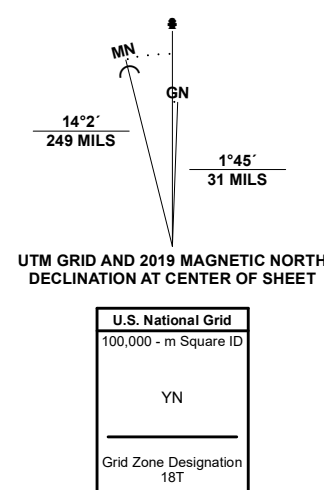 MN
GN
14°2´
249 MILS
1°45´
31 MILS
UTM GRID AND 2019 MAGNETIC NORTH
DECLINATION AT CENTER OF SHEET
U.S. National Grid
100,000 - m Square ID
YN
Grid Zone Designation
18T